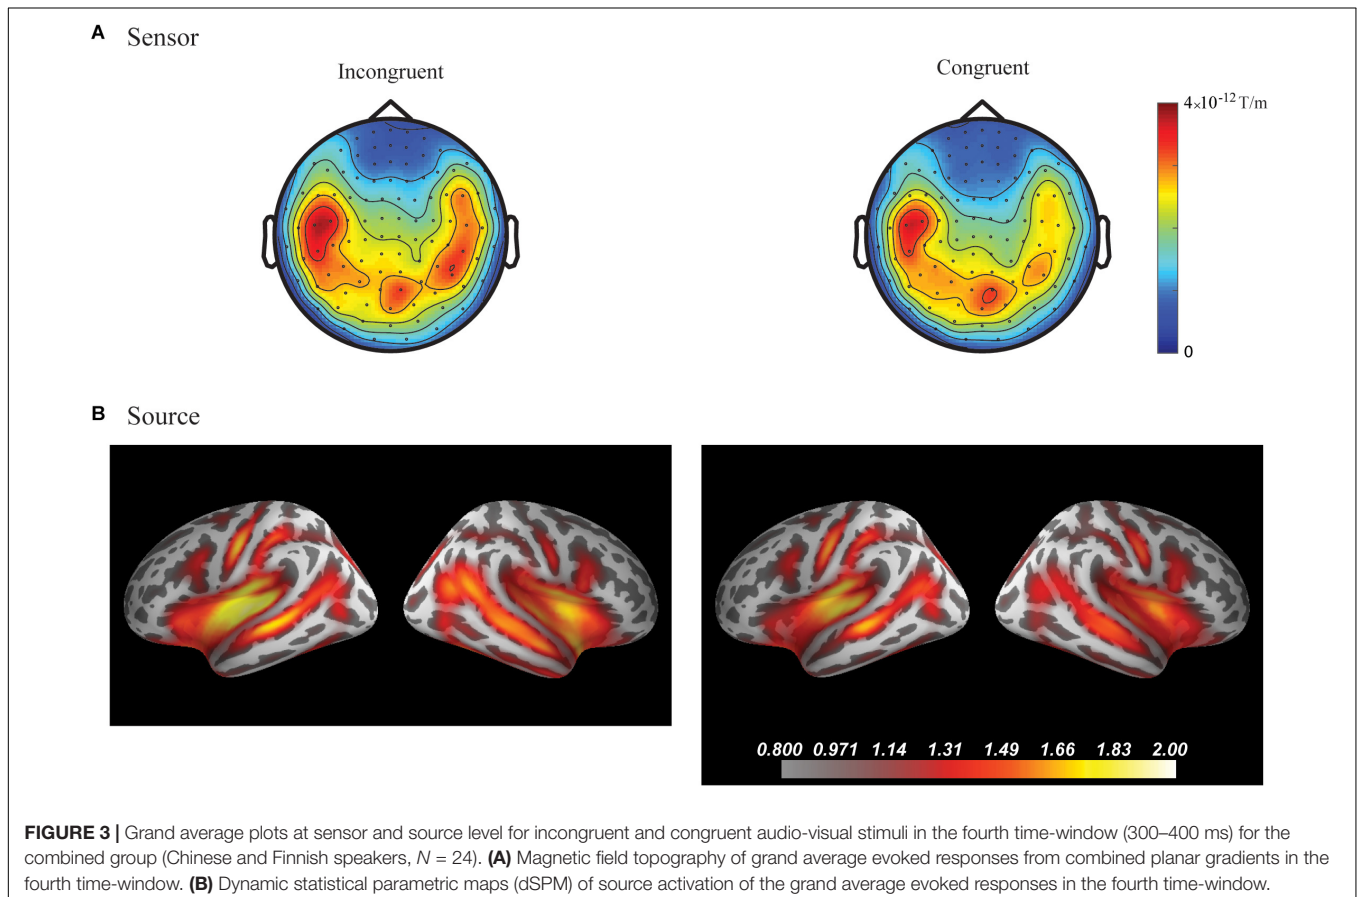 A Sensor
Incongruent
Congruent
4×10⁻¹² T/m
0
B Source
0.800 0.971 1.14 1.31 1.49 1.66 1.83 2.00
FIGURE 3 | Grand average plots at sensor and source level for incongruent and congruent audio-visual stimuli in the fourth time-window (300–400 ms) for the
combined group (Chinese and Finnish speakers, N = 24). (A) Magnetic field topography of grand average evoked responses from combined planar gradients in the
fourth time-window. (B) Dynamic statistical parametric maps (dSPM) of source activation of the grand average evoked responses in the fourth time-window.